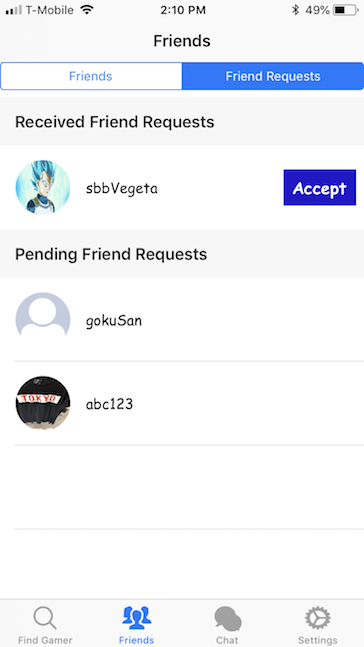 T-Mobile 2:10 PM 49%
Friends
Friends Friend Requests
Received Friend Requests
sbbVegeta Accept
Pending Friend Requests
gokuSan
TOKYO
abc123
Find Gamer Friends Chat Settings